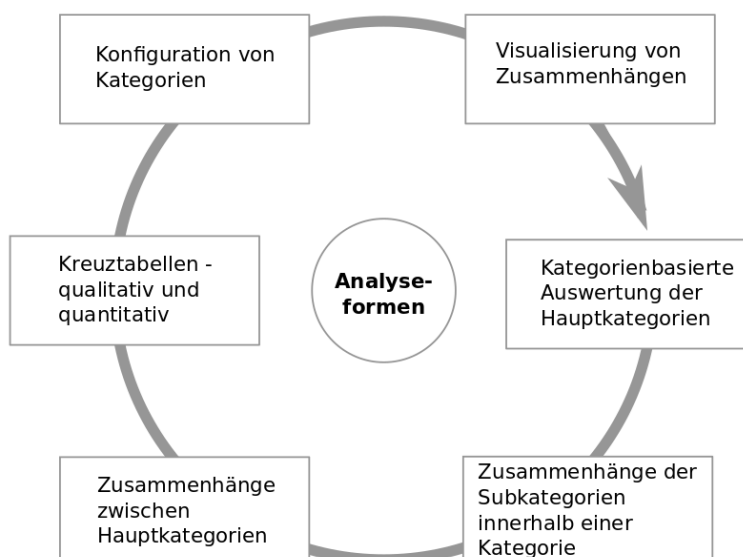 Konfiguration von
Kategorien
Visualisierung von
Zusammenhängen
Kreuztabellen -
qualitativ und
quantitativ
Analyse-
formen
Kategorienbasierte
Auswertung der
Hauptkategorien
Zusammenhänge
zwischen
Hauptkategorien
Zusammenhänge der
Subkategorien
innerhalb einer
Kategorie